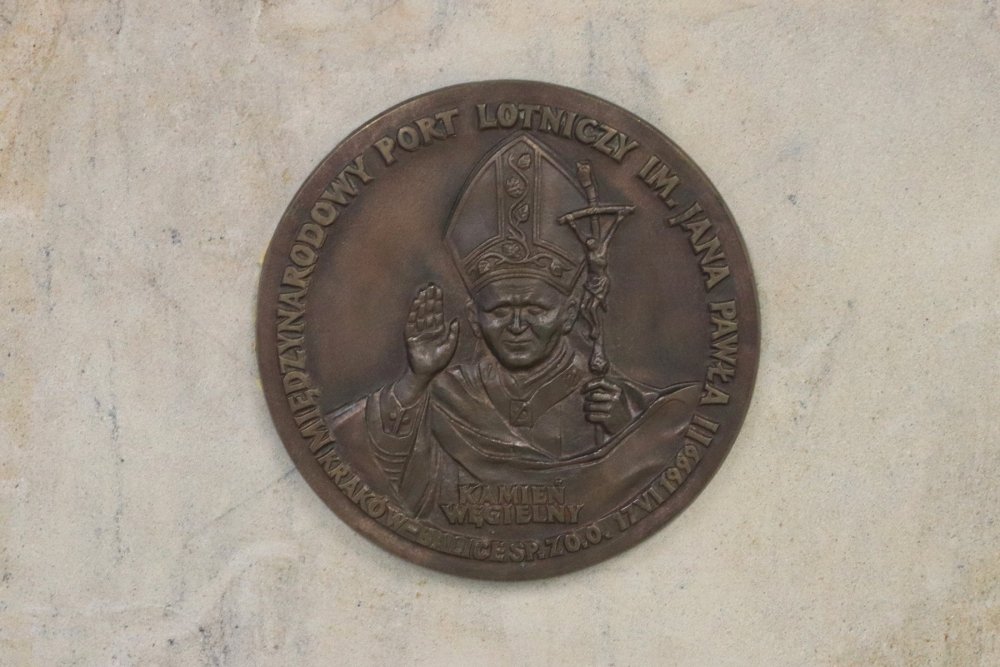 MIĘDZYNARODOWY PORT LOTNICZY IM. JANA PAWŁA II
KRAKÓW-BALICE SP. Z O.O. 17 VI 1999
KAMIEŃ
WĘGIELNY